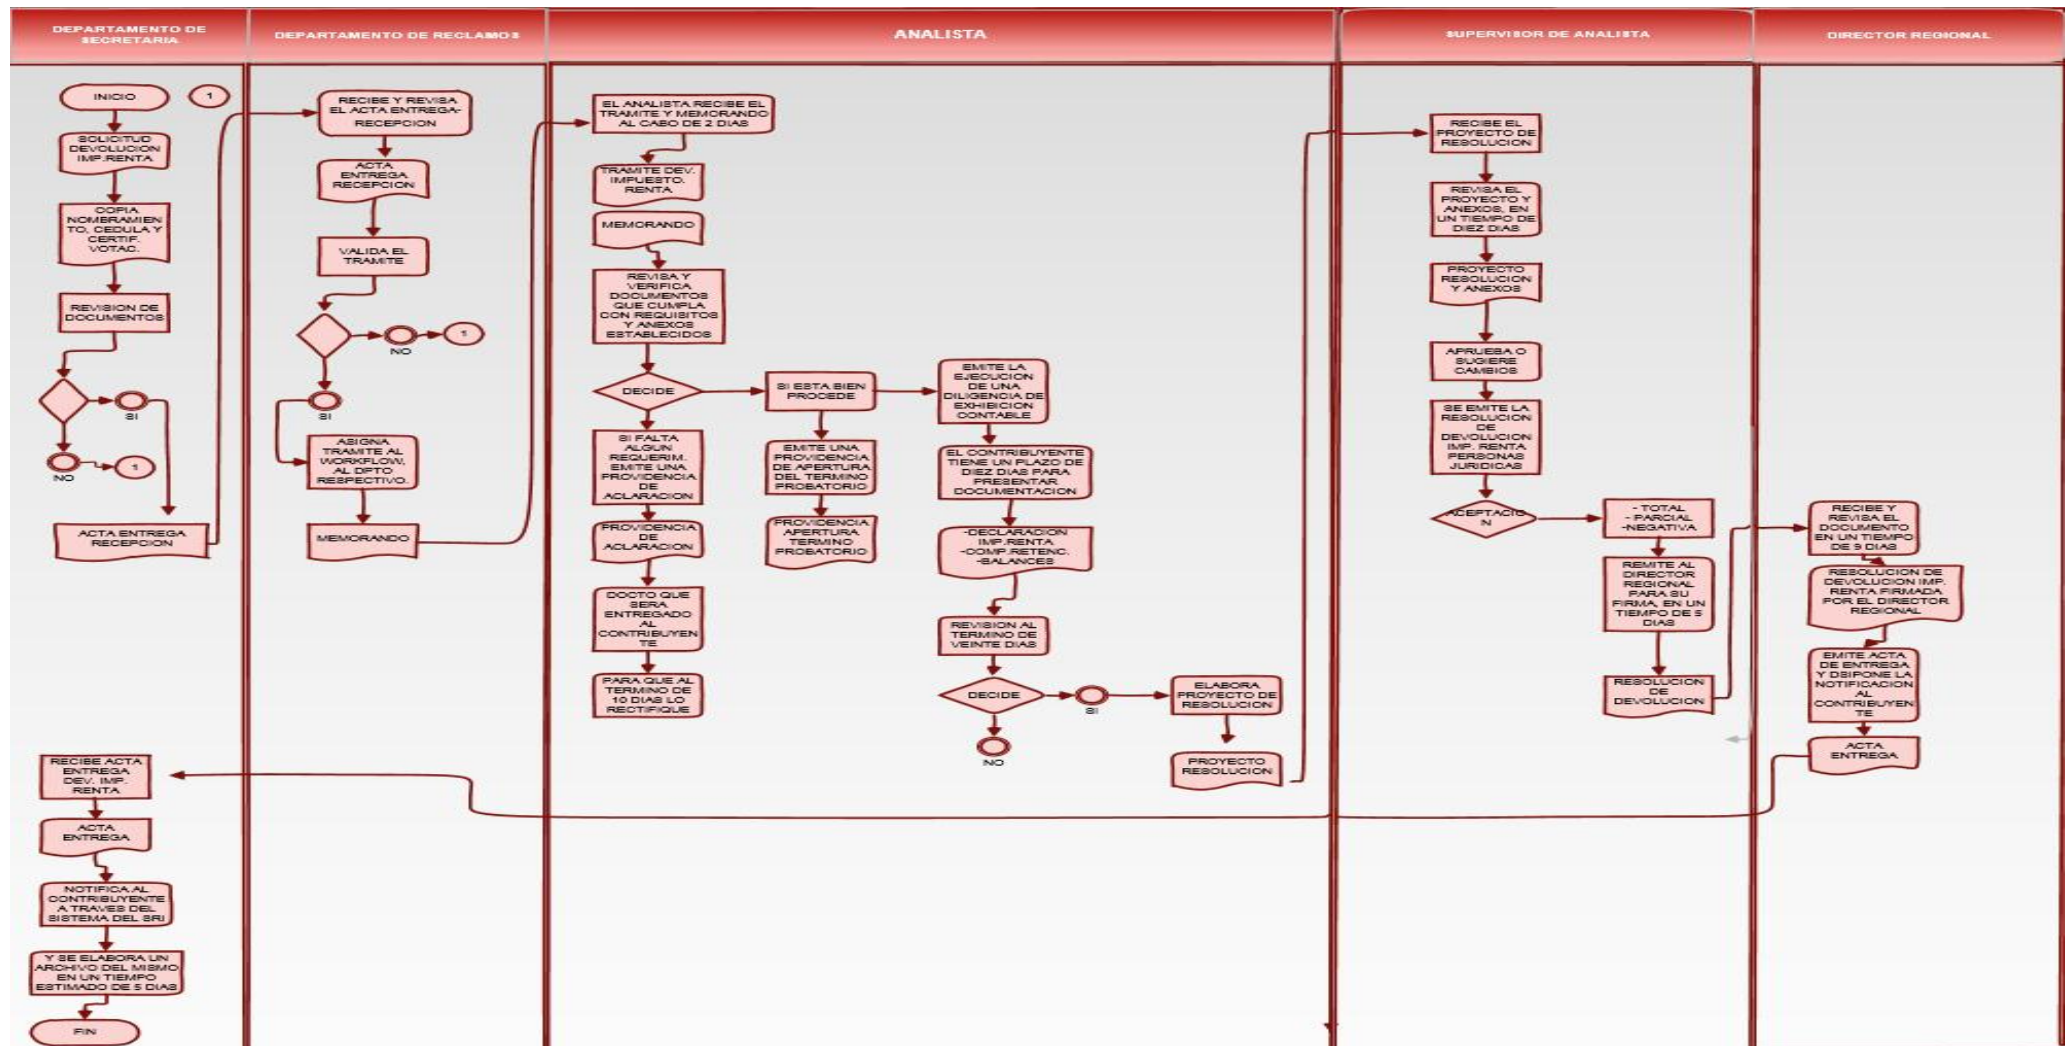 DEPARTAMENTO DE
SECRETARIA
DEPARTAMENTO DE RECLAMOS
ANALISTA
SUPERVISOR DE ANALISTA
DIRECTOR REGIONAL
INICIO
1
SOLICITUD
DEVOLUCION
IMP.RENTA
COPIA
NOMBRAMIEN
TO, CEDULA Y
CERTIF.
VOTAC.
REVISION DE
DOCUMENTOS
SI
NO
1
ACTA ENTREGA
RECEPCION
RECIBE ACTA
ENTREGA
DEV. IMP.
RENTA
ACTA
ENTREGA
NOTIFICA AL
CONTRIBUYENTE
A TRAVES DEL
SISTEMA DEL SRI
Y SE ELABORA UN
ARCHIVO DEL MISMO
EN UN TIEMPO
ESTIMADO DE 5 DIAS
FIN
RECIBE Y REVISA
EL ACTA ENTREGA-
RECEPCION
ACTA
ENTREGA
RECEPCION
VALIDA EL
TRAMITE
NO
1
SI
ASIGNA
TRAMITE AL
WORKFLOW,
AL DPTO
RESPECTIVO.
MEMORANDO
EL ANALISTA RECIBE EL
TRAMITE Y MEMORANDO
AL CABO DE 2 DIAS
TRAMITE DEV.
IMPUESTO.
RENTA
MEMORANDO
REVISA Y
VERIFICA
DOCUMENTOS
QUE CUMPLA
CON REQUISITOS
Y ANEXOS
ESTABLECIDOS
DECIDE
SI FALTA
ALGUN
REQUERIM.
EMITE UNA
PROVIDENCIA
DE
ACLARACION
PROVIDENCIA
DE
ACLARACION
DOCTO QUE
SERA
ENTREGADO
AL
CONTRIBUYEN
TE
PARA QUE AL
TERMINO DE
10 DIAS LO
RECTIFIQUE
SI ESTA BIEN
PROCEDE
EMITE UNA
PROVIDENCIA
DE APERTURA
DEL TERMINO
PROBATORIO
PROVIDENCIA
APERTURA
TERMINO
PROBATORIO
EMITE LA
EJECUCION
DE UNA
DILIGENCIA DE
EXHIBICION
CONTABLE
EL CONTRIBUYENTE
TIENE UN PLAZO DE
DIEZ DIAS PARA
PRESENTAR
DOCUMENTACION
-DECLARACION
IMP.RENTA
-COMP.RETENC.
-BALANCES
REVISION AL
TERMINO DE
VEINTE DIAS
DECIDE
SI
NO
ELABORA
PROYECTO DE
RESOLUCION
PROYECTO
RESOLUCION
RECIBE EL
PROYECTO DE
RESOLUCION
REVISA EL
PROYECTO Y
ANEXOS, EN
UN TIEMPO DE
DIEZ DIAS
PROYECTO
RESOLUCION
Y ANEXOS
APRUEBA O
SUGIERE
CAMBIOS
SE EMITE LA
RESOLUCION
DE
DEVOLUCION
IMP. RENTA
PERSONAS
JURIDICAS
ACEPTACIO
N
- TOTAL
- PARCIAL
-NEGATIVA
REMITE AL
DIRECTOR
REGIONAL
PARA SU
FIRMA, EN UN
TIEMPO DE 5
DIAS
RESOLUCION
DE
DEVOLUCION
RECIBE Y
REVISA EL
DOCUMENTO
EN UN TIEMPO
DE 9 DIAS
RESOLUCION DE
DEVOLUCION IMP.
RENTA FIRMADA
POR EL DIRECTOR
REGIONAL
EMITE ACTA
DE ENTREGA
Y DSIPONE LA
NOTIFICACION
AL
CONTRIBUYEN
TE
ACTA
ENTREGA